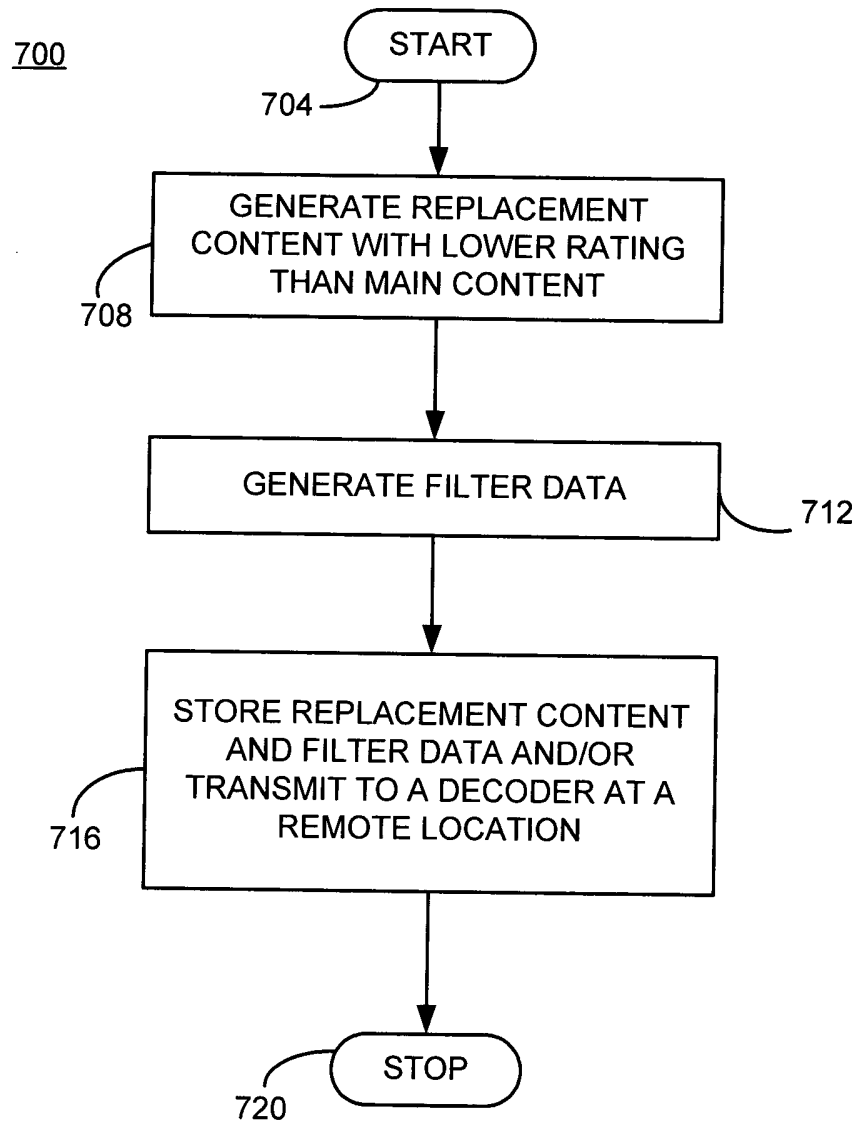 700
START
704
GENERATE REPLACEMENT
CONTENT WITH LOWER RATING
THAN MAIN CONTENT
708
GENERATE FILTER DATA
712
STORE REPLACEMENT CONTENT
AND FILTER DATA AND/OR
TRANSMIT TO A DECODER AT A
REMOTE LOCATION
716
STOP
720